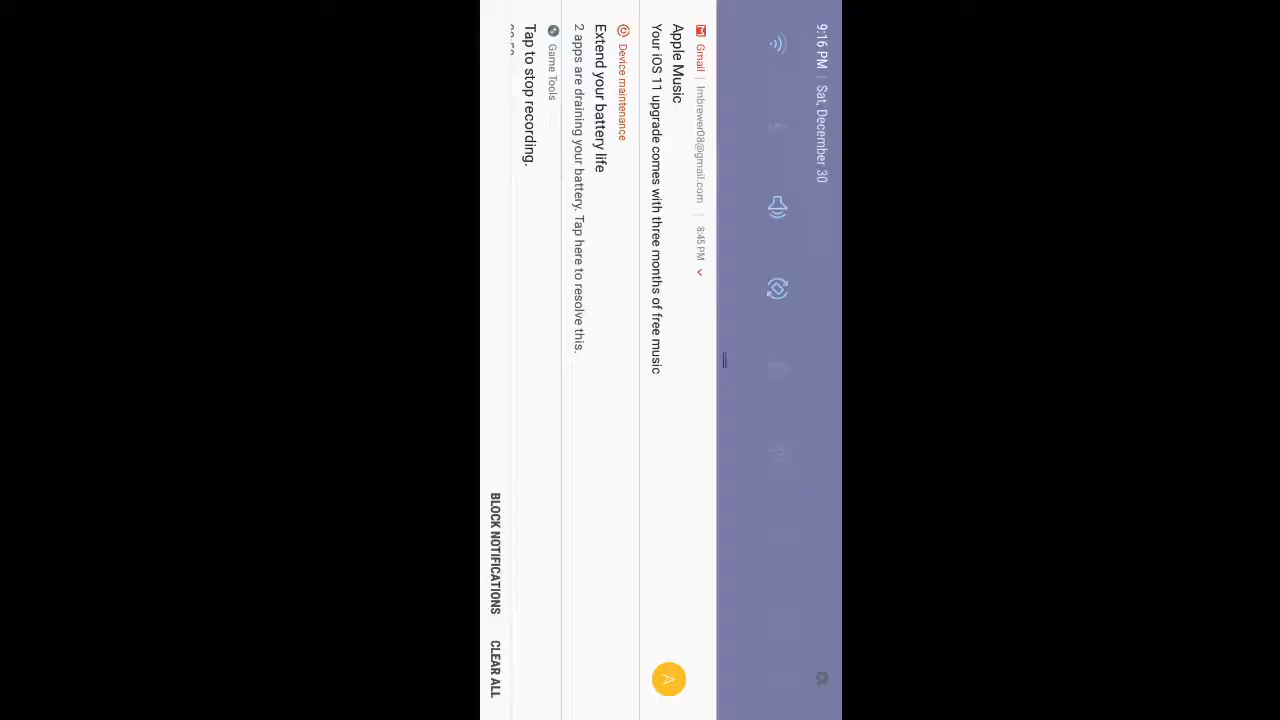 9:16 PM | Sat, December 30
Gmail | lmbrewer08@gmail.com | 8:45 PM
Apple Music
Your iOS 11 upgrade comes with three months of free music
A
Device maintenance
Extend your battery life
2 apps are draining your battery. Tap here to resolve this.
Game Tools
Tap to stop recording.
BLOCK NOTIFICATIONS CLEAR ALL